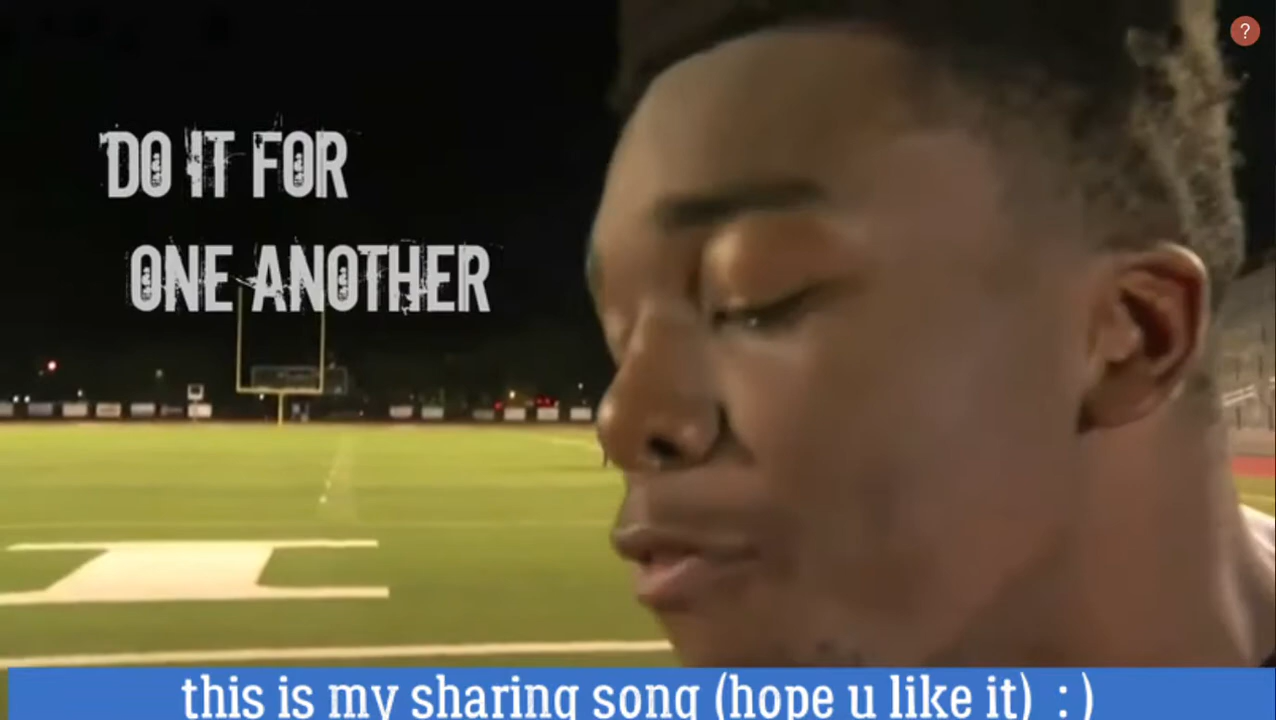 ?
DO IT FOR
ONE ANOTHER
this is my sharing song (hope u like it) : )